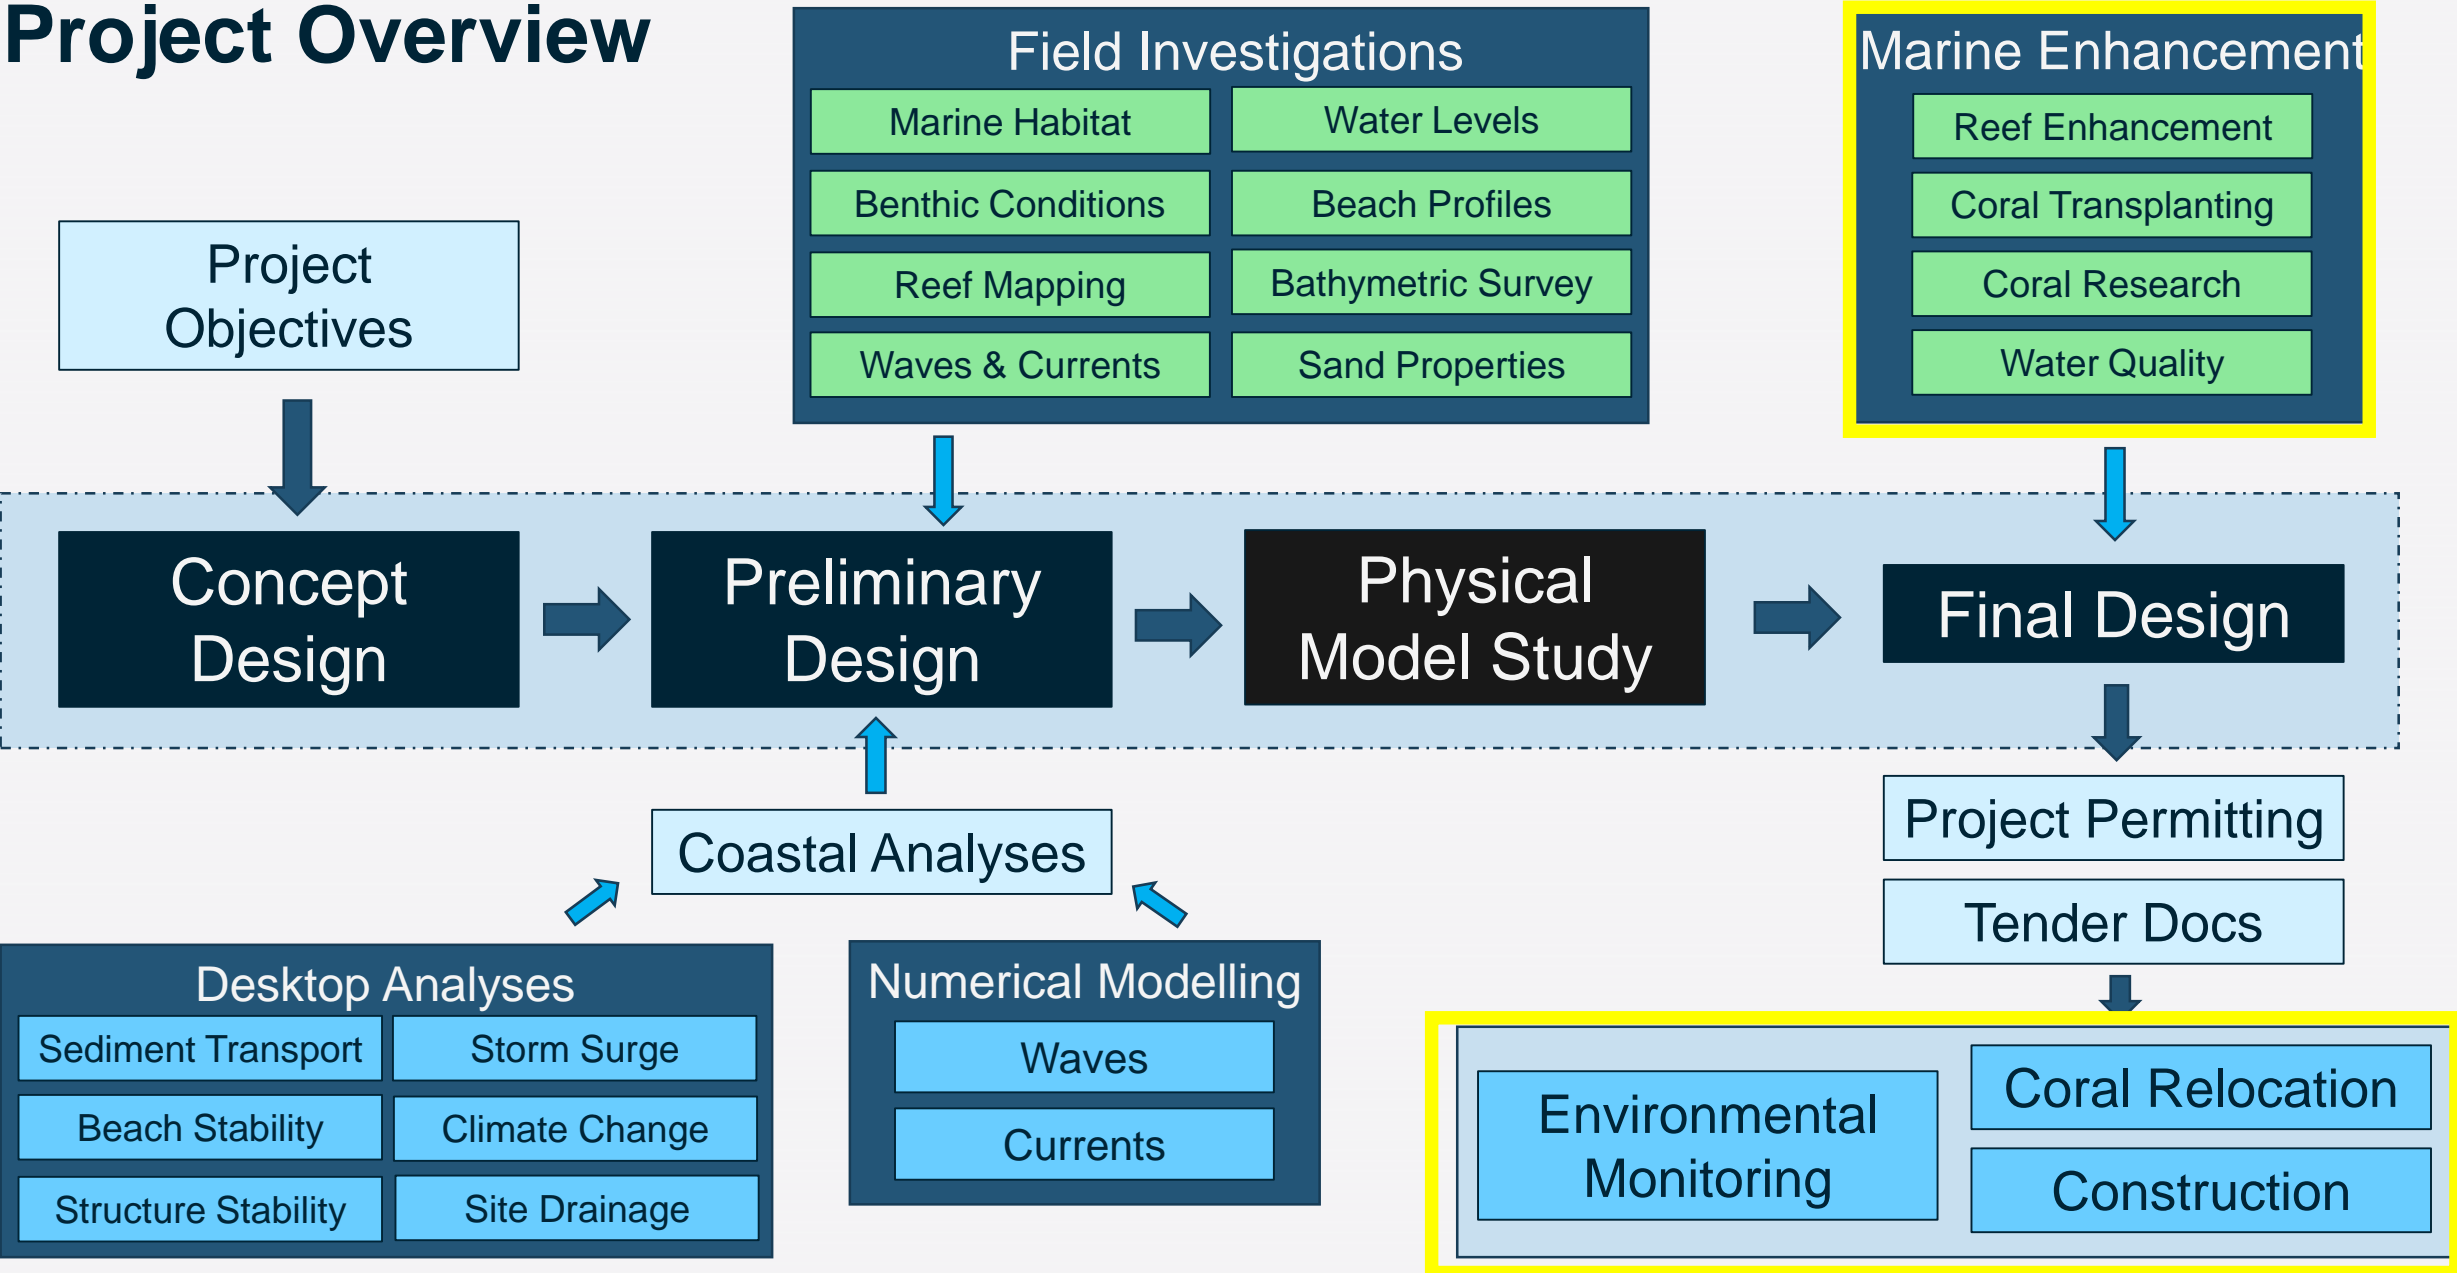 Project Overview
Field Investigations
Marine Habitat
Water Levels
Benthic Conditions
Beach Profiles
Reef Mapping
Bathymetric Survey
Waves & Currents
Sand Properties
Marine Enhancement
Reef Enhancement
Coral Transplanting
Coral Research
Water Quality
Project
Objectives
Concept
Design
Preliminary
Design
Physical
Model Study
Final Design
Coastal Analyses
Project Permitting
Tender Docs
Desktop Analyses
Sediment Transport
Storm Surge
Beach Stability
Climate Change
Structure Stability
Site Drainage
Numerical Modelling
Waves
Currents
Environmental
Monitoring
Coral Relocation
Construction